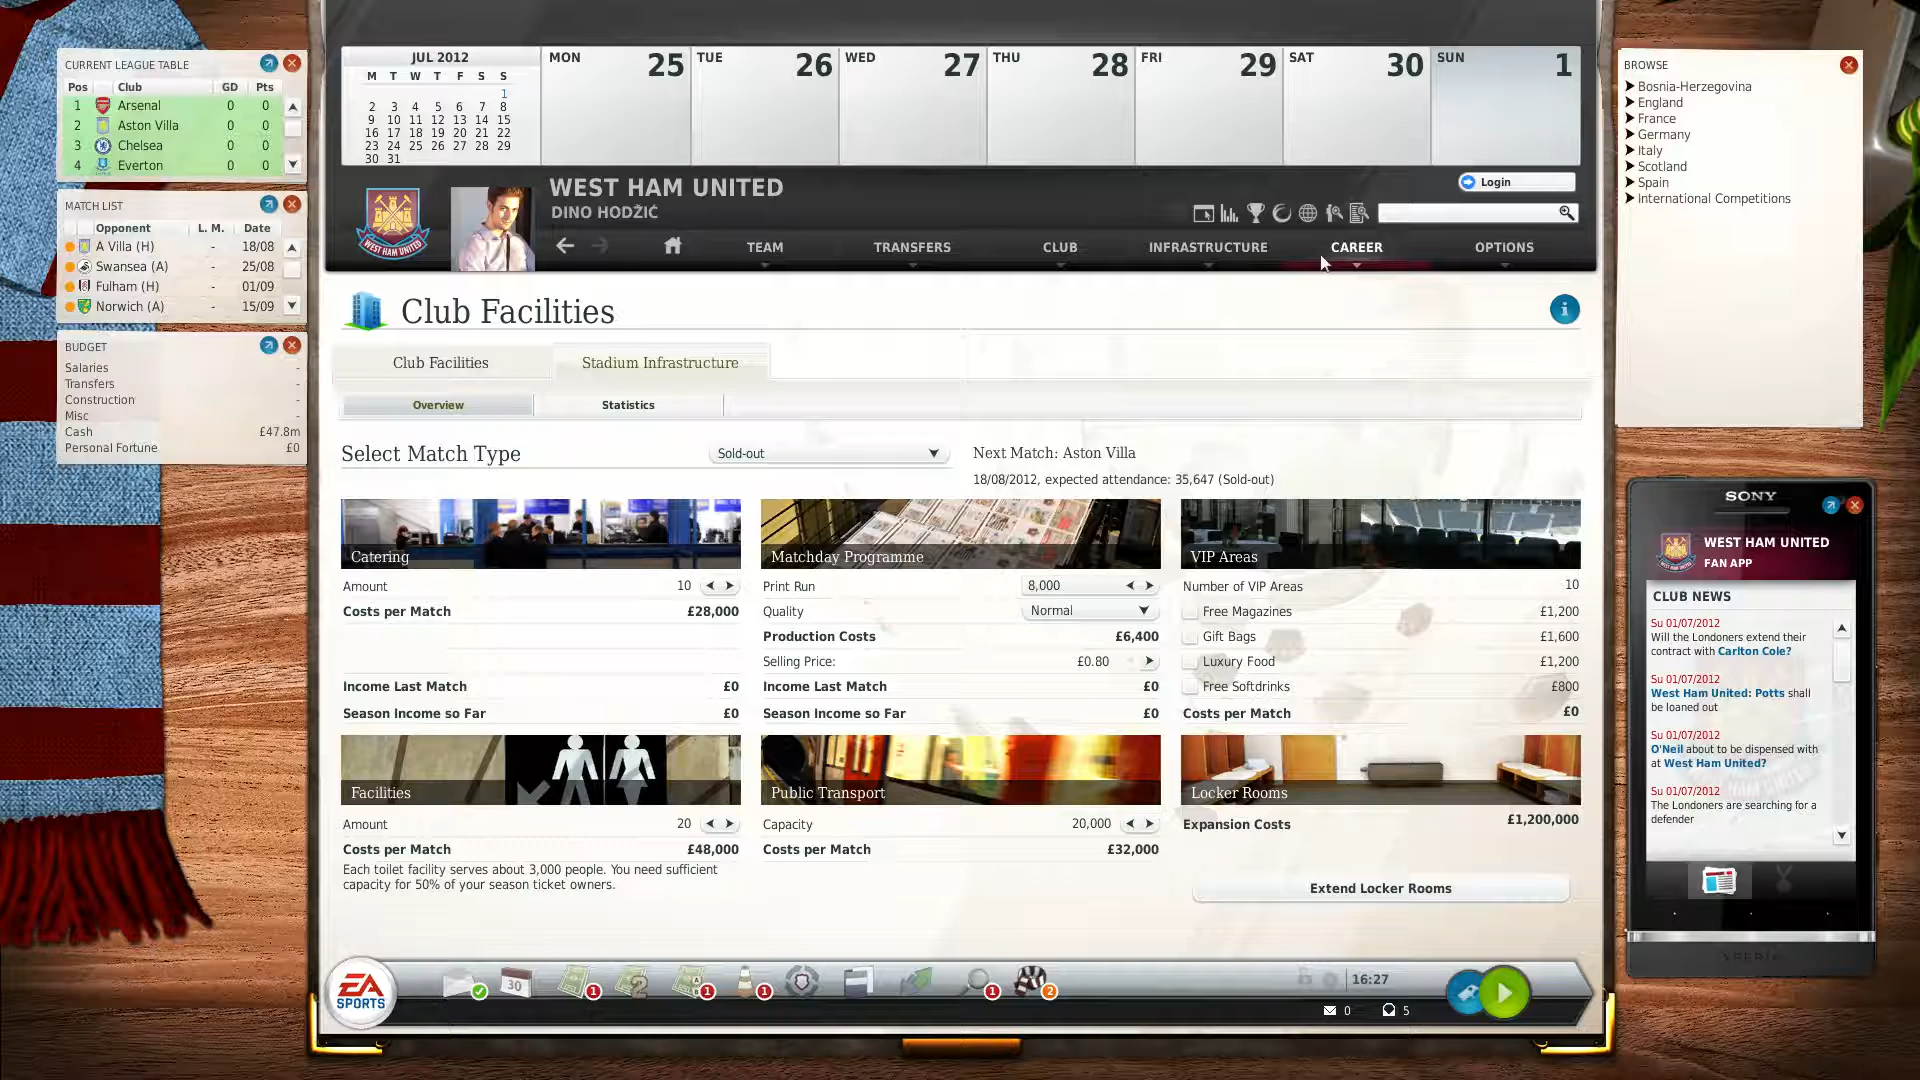 CURRENT LEAGUE TABLE
Pos Club GD Pts
1 Arsenal 0 0
2 Aston Villa 0 0
3 Chelsea 0 0
4 Everton 0 0
MATCH LIST
Opponent L. M. Date
A Villa (H) - 18/08
Swansea (A) - 25/08
Fulham (H) - 01/09
Norwich (A) - 15/09
BUDGET
Salaries -
Transfers -
Construction -
Misc -
Cash £47.8m
Personal Fortune £0
JUL 2012
M T W T F S S
1
2 3 4 5 6 7 8
9 10 11 12 13 14 15
16 17 18 19 20 21 22
23 24 25 26 27 28 29
30 31
MON 25 TUE 26 WED 27 THU 28 FRI 29 SAT 30 SUN 1
WEST HAM UNITED
DINO HODŽIĆ
Login
WEST HAM UNITED
TEAM TRANSFERS CLUB INFRASTRUCTURE CAREER OPTIONS
Club Facilities
Club Facilities Stadium Infrastructure
Overview Statistics
Select Match Type Sold-out
Next Match: Aston Villa
18/08/2012, expected attendance: 35,647 (Sold-out)
Catering
Amount 10
Costs per Match £28,000
Income Last Match £0
Season Income so Far £0
Matchday Programme
Print Run 8,000
Quality Normal
Production Costs £6,400
Selling Price: £0.80
Income Last Match £0
Season Income so Far £0
VIP Areas
Number of VIP Areas 10
Free Magazines £1,200
Gift Bags £1,600
Luxury Food £1,200
Free Softdrinks £800
Costs per Match £0
Facilities
Amount 20
Costs per Match £48,000
Each toilet facility serves about 3,000 people. You need sufficient
capacity for 50% of your season ticket owners.
Public Transport
Capacity 20,000
Costs per Match £32,000
Locker Rooms
Expansion Costs £1,200,000
Extend Locker Rooms
EA
SPORTS
30
1
2
1
1
1
2
16:27
0 5
BROWSE
Bosnia-Herzegovina
England
France
Germany
Italy
Scotland
Spain
International Competitions
SONY
WEST HAM UNITED
FAN APP
CLUB NEWS
Su 01/07/2012
Will the Londoners extend their
contract with Carlton Cole?
Su 01/07/2012
West Ham United: Potts shall
be loaned out
Su 01/07/2012
O'Neil about to be dispensed with
at West Ham United?
Su 01/07/2012
The Londoners are searching for a
defender
XPERIA